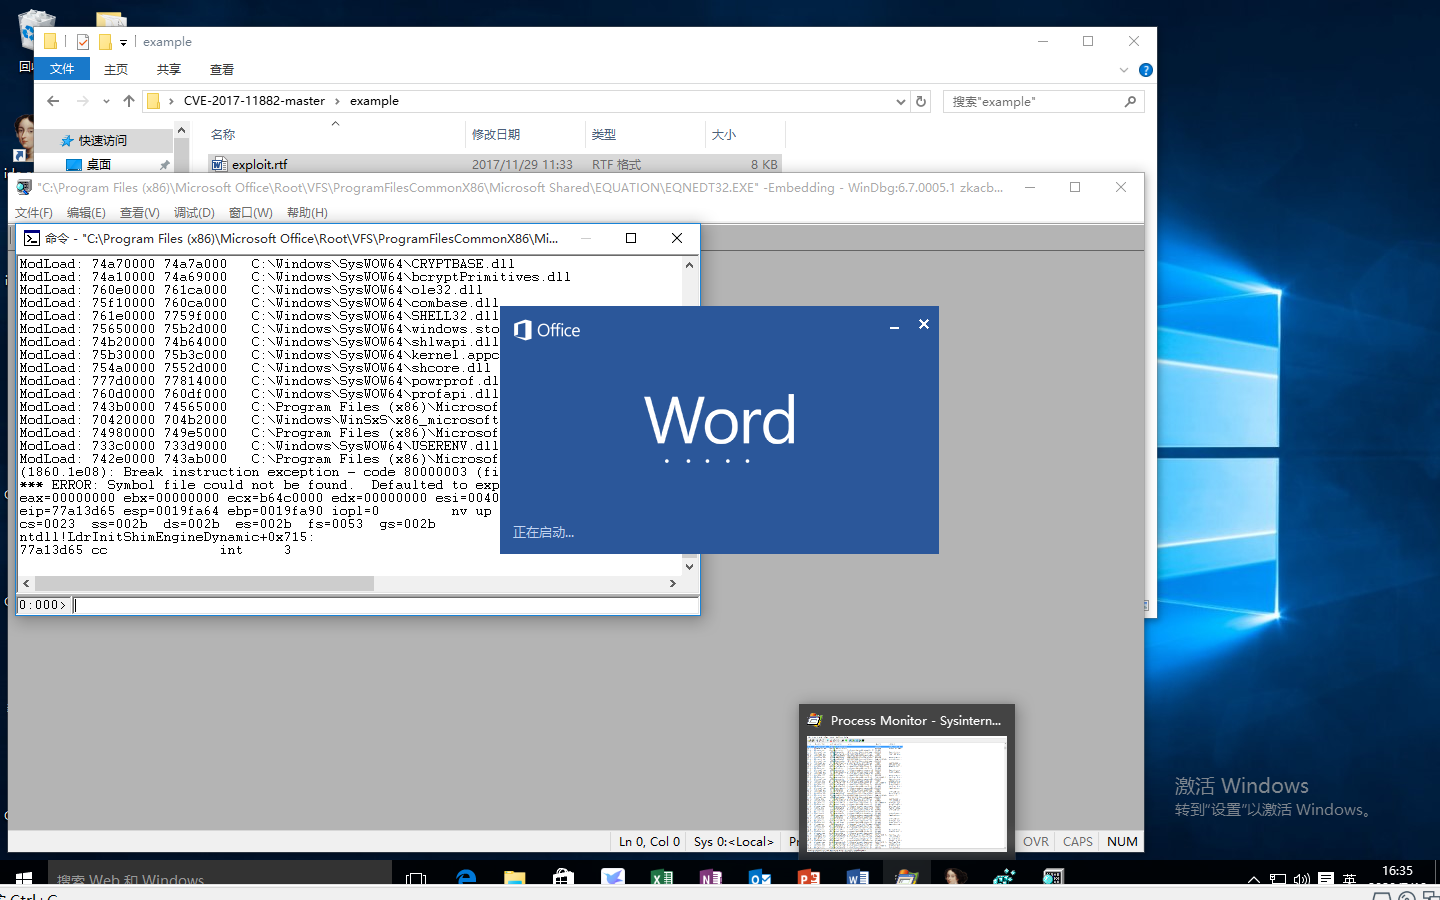 example
文件 主页 共享 查看
CVE-2017-11882-master › example
搜索"example"
快速访问
桌面
名称 修改日期 类型 大小
exploit.rtf 2017/11/29 11:33 RTF 格式 8 KB
"C:\Program Files (x86)\Microsoft Office\Root\VFS\ProgramFilesCommonX86\Microsoft Shared\EQUATION\EQNEDT32.EXE" -Embedding - WinDbg:6.7.0005.1 zkacb...
文件(F) 编辑(E) 查看(V) 调试(D) 窗口(W) 帮助(H)
命令 - "C:\Program Files (x86)\Microsoft Office\Root\VFS\ProgramFilesCommonX86\Mi...
ModLoad: 74a70000 74a7a000 C:\Windows\SysWOW64\CRYPTBASE.dll
ModLoad: 74a10000 74a69000 C:\Windows\SysWOW64\bcryptPrimitives.dll
ModLoad: 760e0000 761ca000 C:\Windows\SysWOW64\ole32.dll
ModLoad: 75f10000 760ca000 C:\Windows\SysWOW64\combase.dll
ModLoad: 761e0000 7759f000 C:\Windows\SysWOW64\SHELL32.dll
ModLoad: 75650000 75b2d000 C:\Windows\SysWOW64\windows.sto
ModLoad: 74b20000 74b64000 C:\Windows\SysWOW64\shlwapi.dll
ModLoad: 75b30000 75b3c000 C:\Windows\SysWOW64\kernel.appc
ModLoad: 754a0000 7552d000 C:\Windows\SysWOW64\shcore.dll
ModLoad: 777d0000 77814000 C:\Windows\SysWOW64\powrprof.dl
ModLoad: 760d0000 760df000 C:\Windows\SysWOW64\profapi.dll
ModLoad: 743b0000 74565000 C:\Program Files (x86)\Microsof
ModLoad: 70420000 704b2000 C:\Windows\WinSxS\x86_microsoft
ModLoad: 74980000 749e5000 C:\Program Files (x86)\Microsof
ModLoad: 733c0000 733d9000 C:\Windows\SysWOW64\USERENV.dll
ModLoad: 742e0000 743ab000 C:\Program Files (x86)\Microsof
(1860.1e08): Break instruction exception - code 80000003 (fi
*** ERROR: Symbol file could not be found. Defaulted to exp
eax=00000000 ebx=00000000 ecx=b64c0000 edx=00000000 esi=0040
eip=77a13d65 esp=0019fa64 ebp=0019fa90 iopl=0 nv up
cs=0023 ss=002b ds=002b es=002b fs=0053 gs=002b
ntdll!LdrInitShimEngineDynamic+0x715:
77a13d65 cc int 3
0:000>
Office
Word
正在启动...
Process Monitor - Sysintern...
激活 Windows
转到"设置"以激活 Windows。
Ln 0, Col 0 Sys 0:<Local> OVR CAPS NUM
搜索 Web 和 Windows
英
16:35